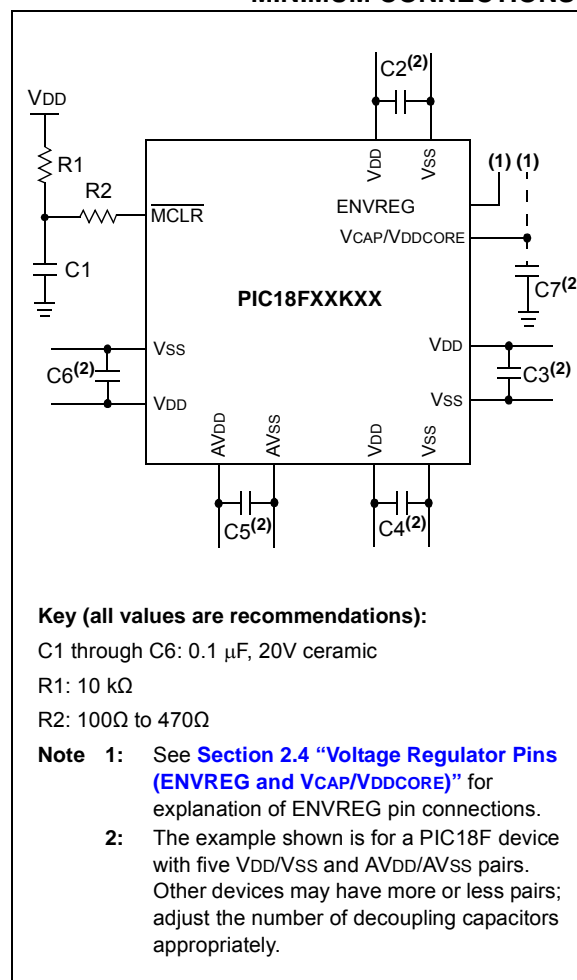 C2(2)
VDD
R1
R2
C1
VDD
VSS
(1) (1)
MCLR
ENVREG
VCAP/VDDCORE
C7(2
PIC18FXXKXX
VSS
C6(2)
VDD
VDD
C3(2)
VSS
AVDD
AVSS
VDD
VSS
C5(2)
C4(2)
Key (all values are recommendations):
C1 through C6: 0.1 μF, 20V ceramic
R1: 10 kΩ
R2: 100Ω to 470Ω
Note 1: See Section 2.4 “Voltage Regulator Pins
(ENVREG and VCAP/VDDCORE)” for
explanation of ENVREG pin connections.
2: The example shown is for a PIC18F device
with five VDD/VSS and AVDD/AVSS pairs.
Other devices may have more or less pairs;
adjust the number of decoupling capacitors
appropriately.